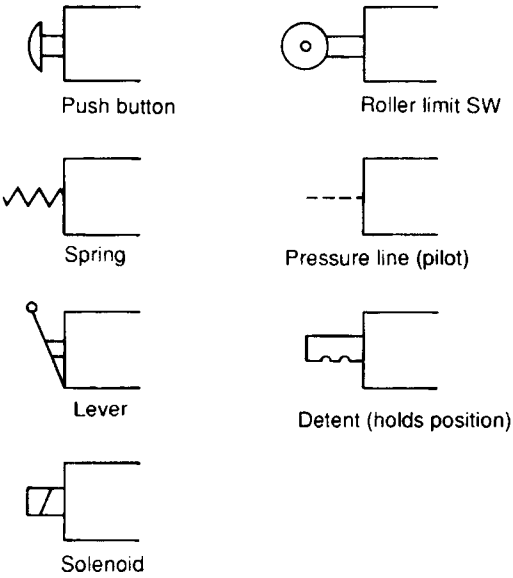 Push button
Roller limit SW
Spring
Pressure line (pilot)
Lever
Detent (holds position)
Solenoid